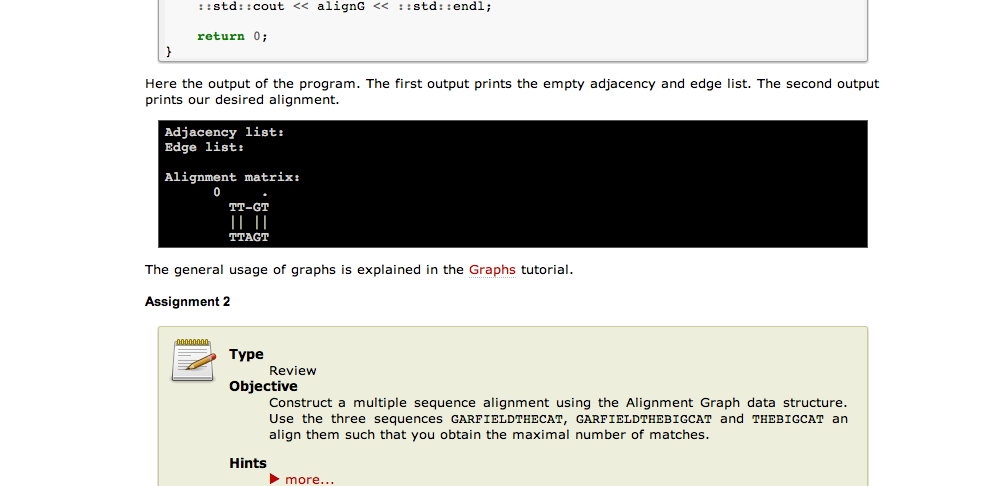 ::std::cout << alignG << ::std::endl;
return 0;
}
Here the output of the program. The first output prints the empty adjacency and edge list. The second output
prints our desired alignment.
Adjacency list:
Edge list:
Alignment matrix:
0     .
TT-GT
|| ||
TTAGT
The general usage of graphs is explained in the Graphs tutorial.
Assignment 2
Type
Review
Objective
Construct a multiple sequence alignment using the Alignment Graph data structure.
Use the three sequences GARFIELDTHECAT, GARFIELDTHEBIGCAT and THEBIGCAT an
align them such that you obtain the maximal number of matches.
Hints
more...